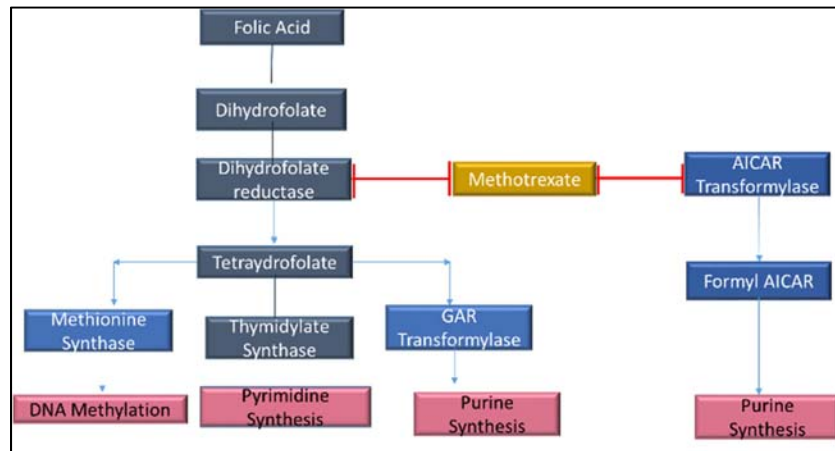 Folic Acid
Dihydrofolate
Dihydrofolate
reductase
Methotrexate
AICAR
Transformylase
Tetraydrofolate
Formyl AICAR
Methionine
Synthase
Thymidylate
Synthase
GAR
Transformylase
DNA Methylation
Pyrimidine
Synthesis
Purine
Synthesis
Purine
Synthesis